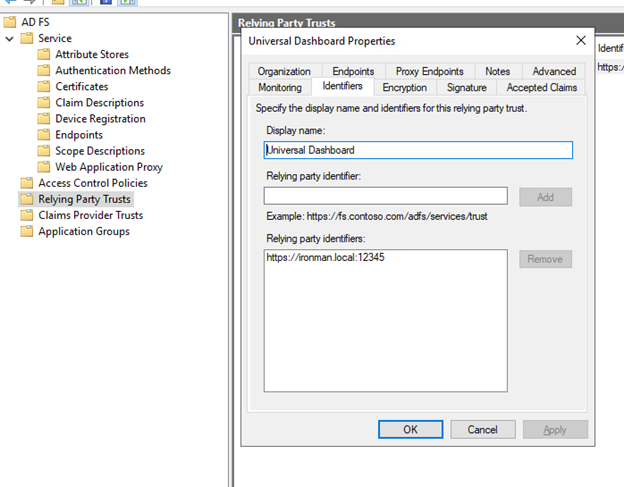 AD FS
Service
Attribute Stores
Authentication Methods
Certificates
Claim Descriptions
Device Registration
Endpoints
Scope Descriptions
Web Application Proxy
Access Control Policies
Relying Party Trusts
Claims Provider Trusts
Application Groups
Relying Party Trusts
Identif
https:/
Universal Dashboard Properties
Organization Endpoints Proxy Endpoints Notes Advanced
Monitoring Identifiers Encryption Signature Accepted Claims
Specify the display name and identifiers for this relying party trust.
Display name:
Universal Dashboard
Relying party identifier:
Add
Example: https://fs.contoso.com/adfs/services/trust
Relying party identifiers:
https://ironman.local:12345
Remove
OK Cancel Apply